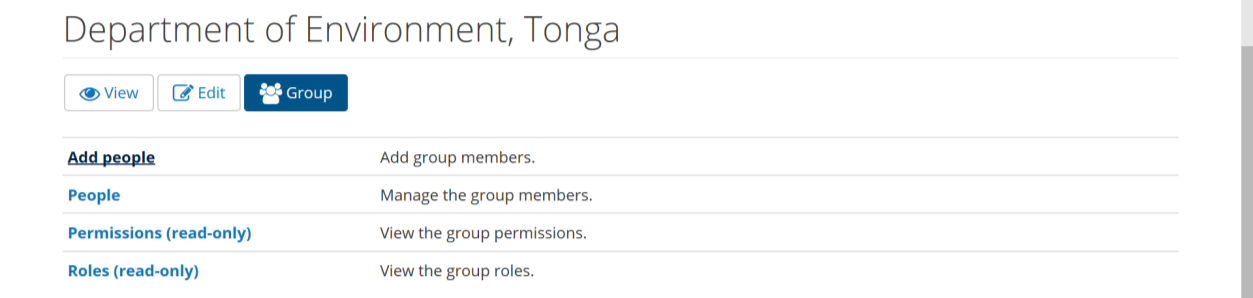 Department of Environment, Tonga
View Edit Group
Add people Add group members.
People Manage the group members.
Permissions (read-only) View the group permissions.
Roles (read-only) View the group roles.